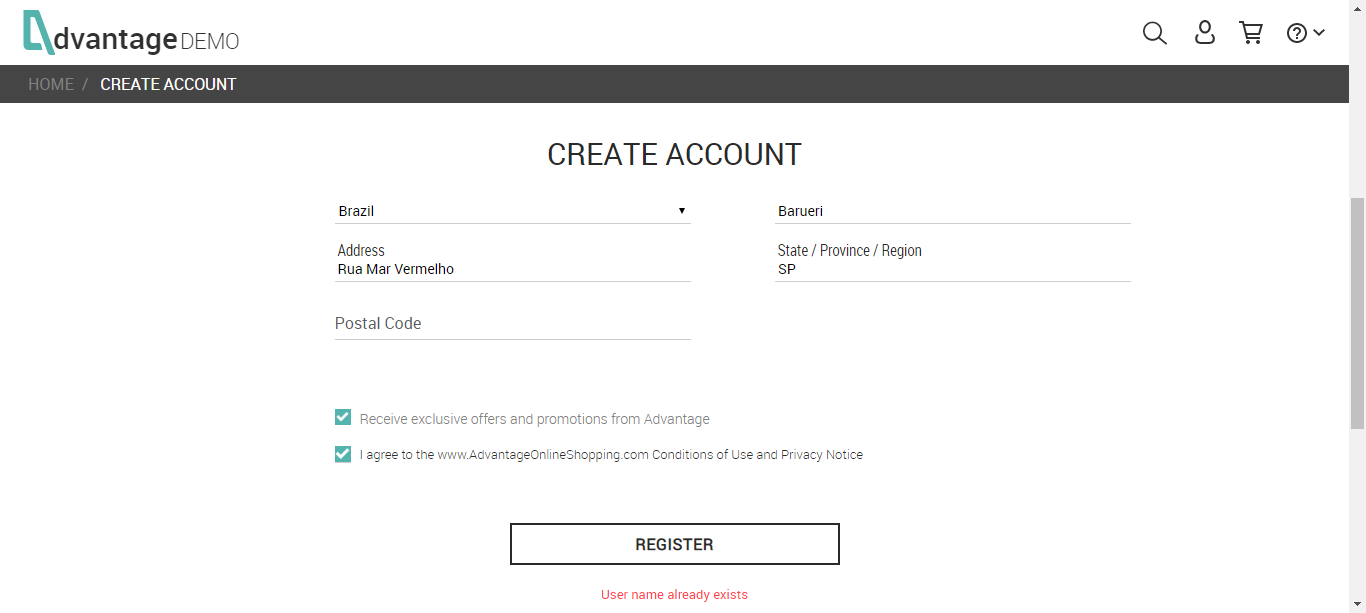 dvantage DEMO
HOME / CREATE ACCOUNT
CREATE ACCOUNT
Brazil
Barueri
Address
Rua Mar Vermelho
State / Province / Region
SP
Postal Code
Receive exclusive offers and promotions from Advantage
I agree to the www.AdvantageOnlineShopping.com Conditions of Use and Privacy Notice
REGISTER
User name already exists